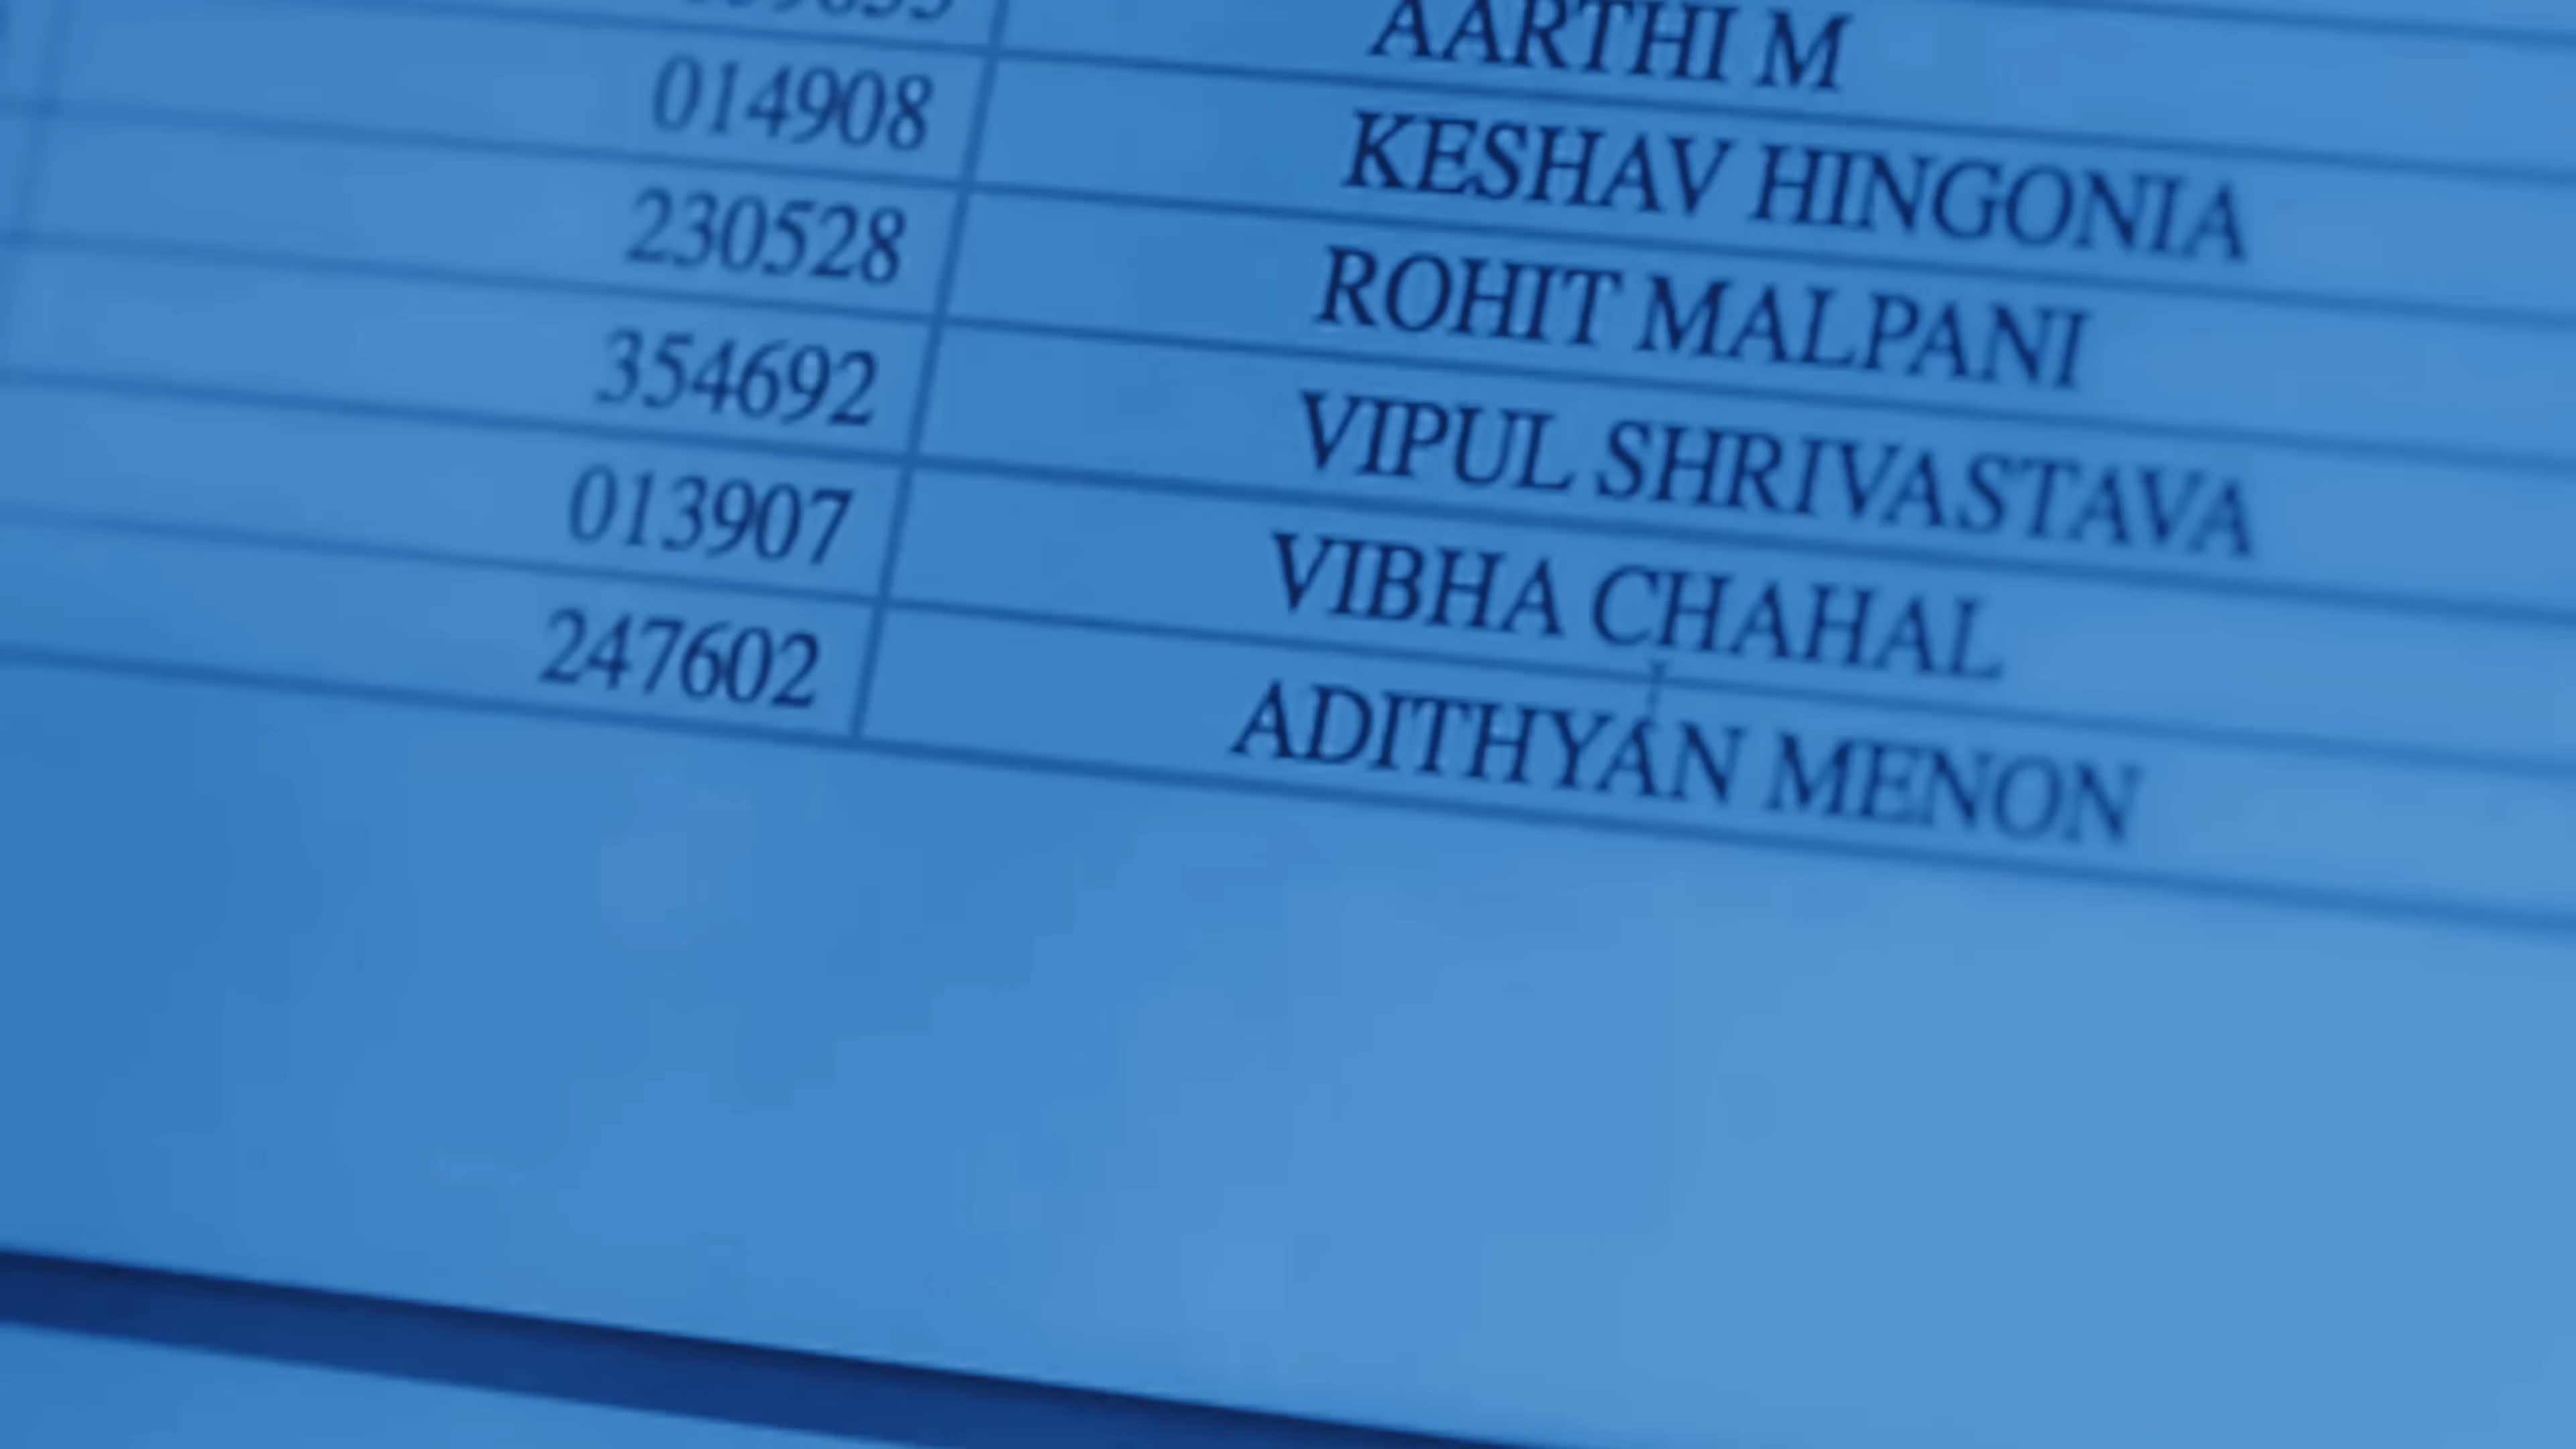 AARTHI M
014908 KESHAV HINGONIA
230528 ROHIT MALPANI
354692 VIPUL SHRIVASTAVA
013907 VIBHA CHAHAL
247602 ADITHYAN MENON